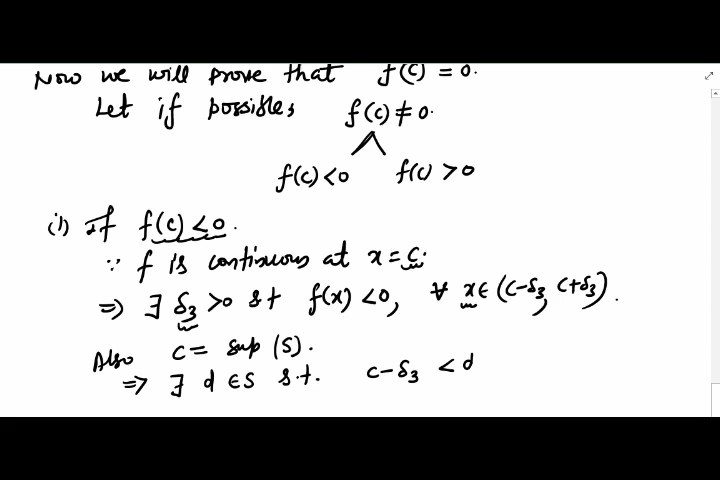 Now we will prove that f(c) = 0.
Let if possible, f(c) ≠ 0.
f(c) < 0 f(c) > 0
(i) If f(c) < 0.
∵ f is continuous at x = c.
⇒ ∃ δ₃ > 0 s.t f(x) < 0, ∀ x ∈ (c-δ₃, c+δ₃).
Also c = sup (S).
⇒ ∃ d ∈ S s.t. c-δ₃ < d